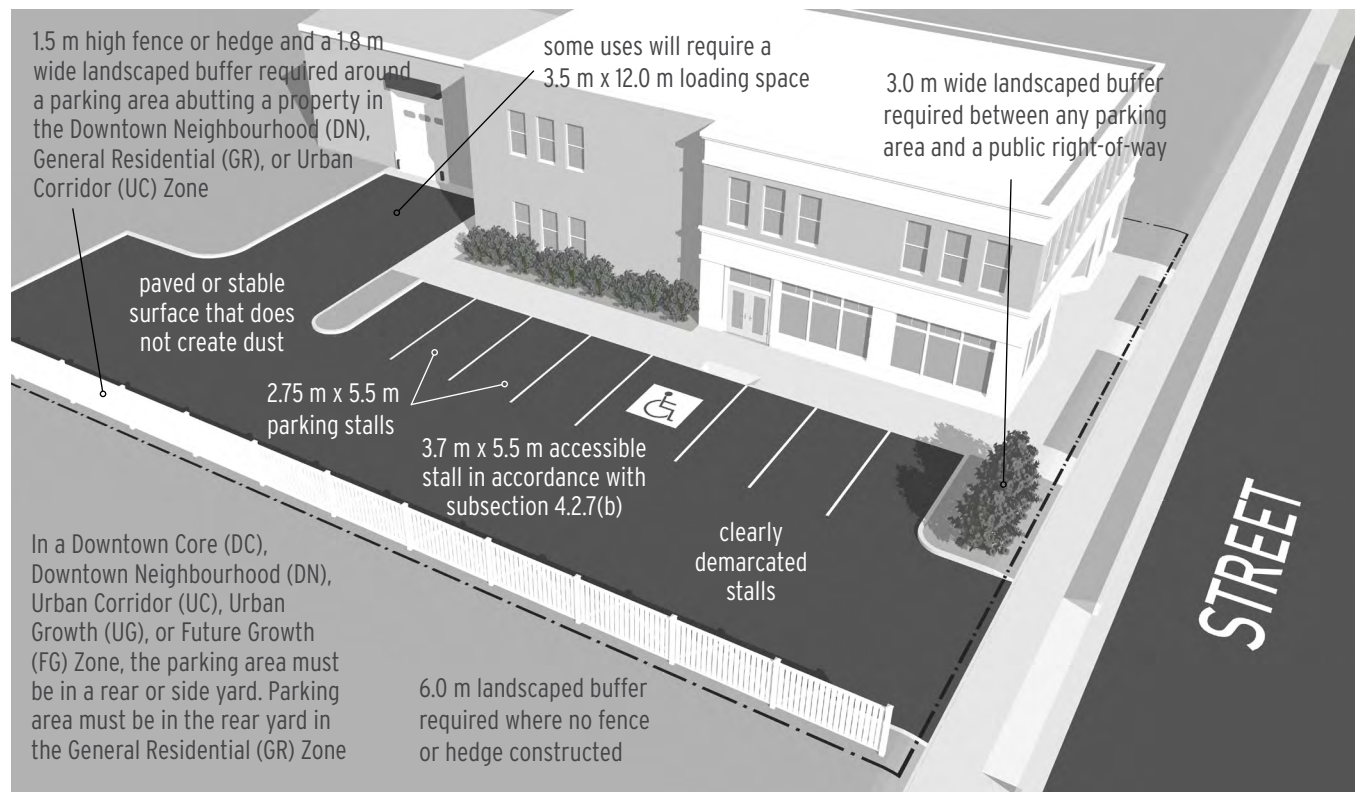 1.5 m high fence or hedge and a 1.8 m
wide landscaped buffer required around
a parking area abutting a property in
the Downtown Neighbourhood (DN),
General Residential (GR), or Urban
Corridor (UC) Zone
some uses will require a
3.5 m x 12.0 m loading space
3.0 m wide landscaped buffer
required between any parking
area and a public right-of-way
paved or stable
surface that does
not create dust
2.75 m x 5.5 m
parking stalls
3.7 m x 5.5 m accessible
stall in accordance with
subsection 4.2.7(b)
clearly
demarcated
stalls
STREET
In a Downtown Core (DC),
Downtown Neighbourhood (DN),
Urban Corridor (UC), Urban
Growth (UG), or Future Growth
(FG) Zone, the parking area must
be in a rear or side yard. Parking
area must be in the rear yard in
the General Residential (GR) Zone
6.0 m landscaped buffer
required where no fence
or hedge constructed